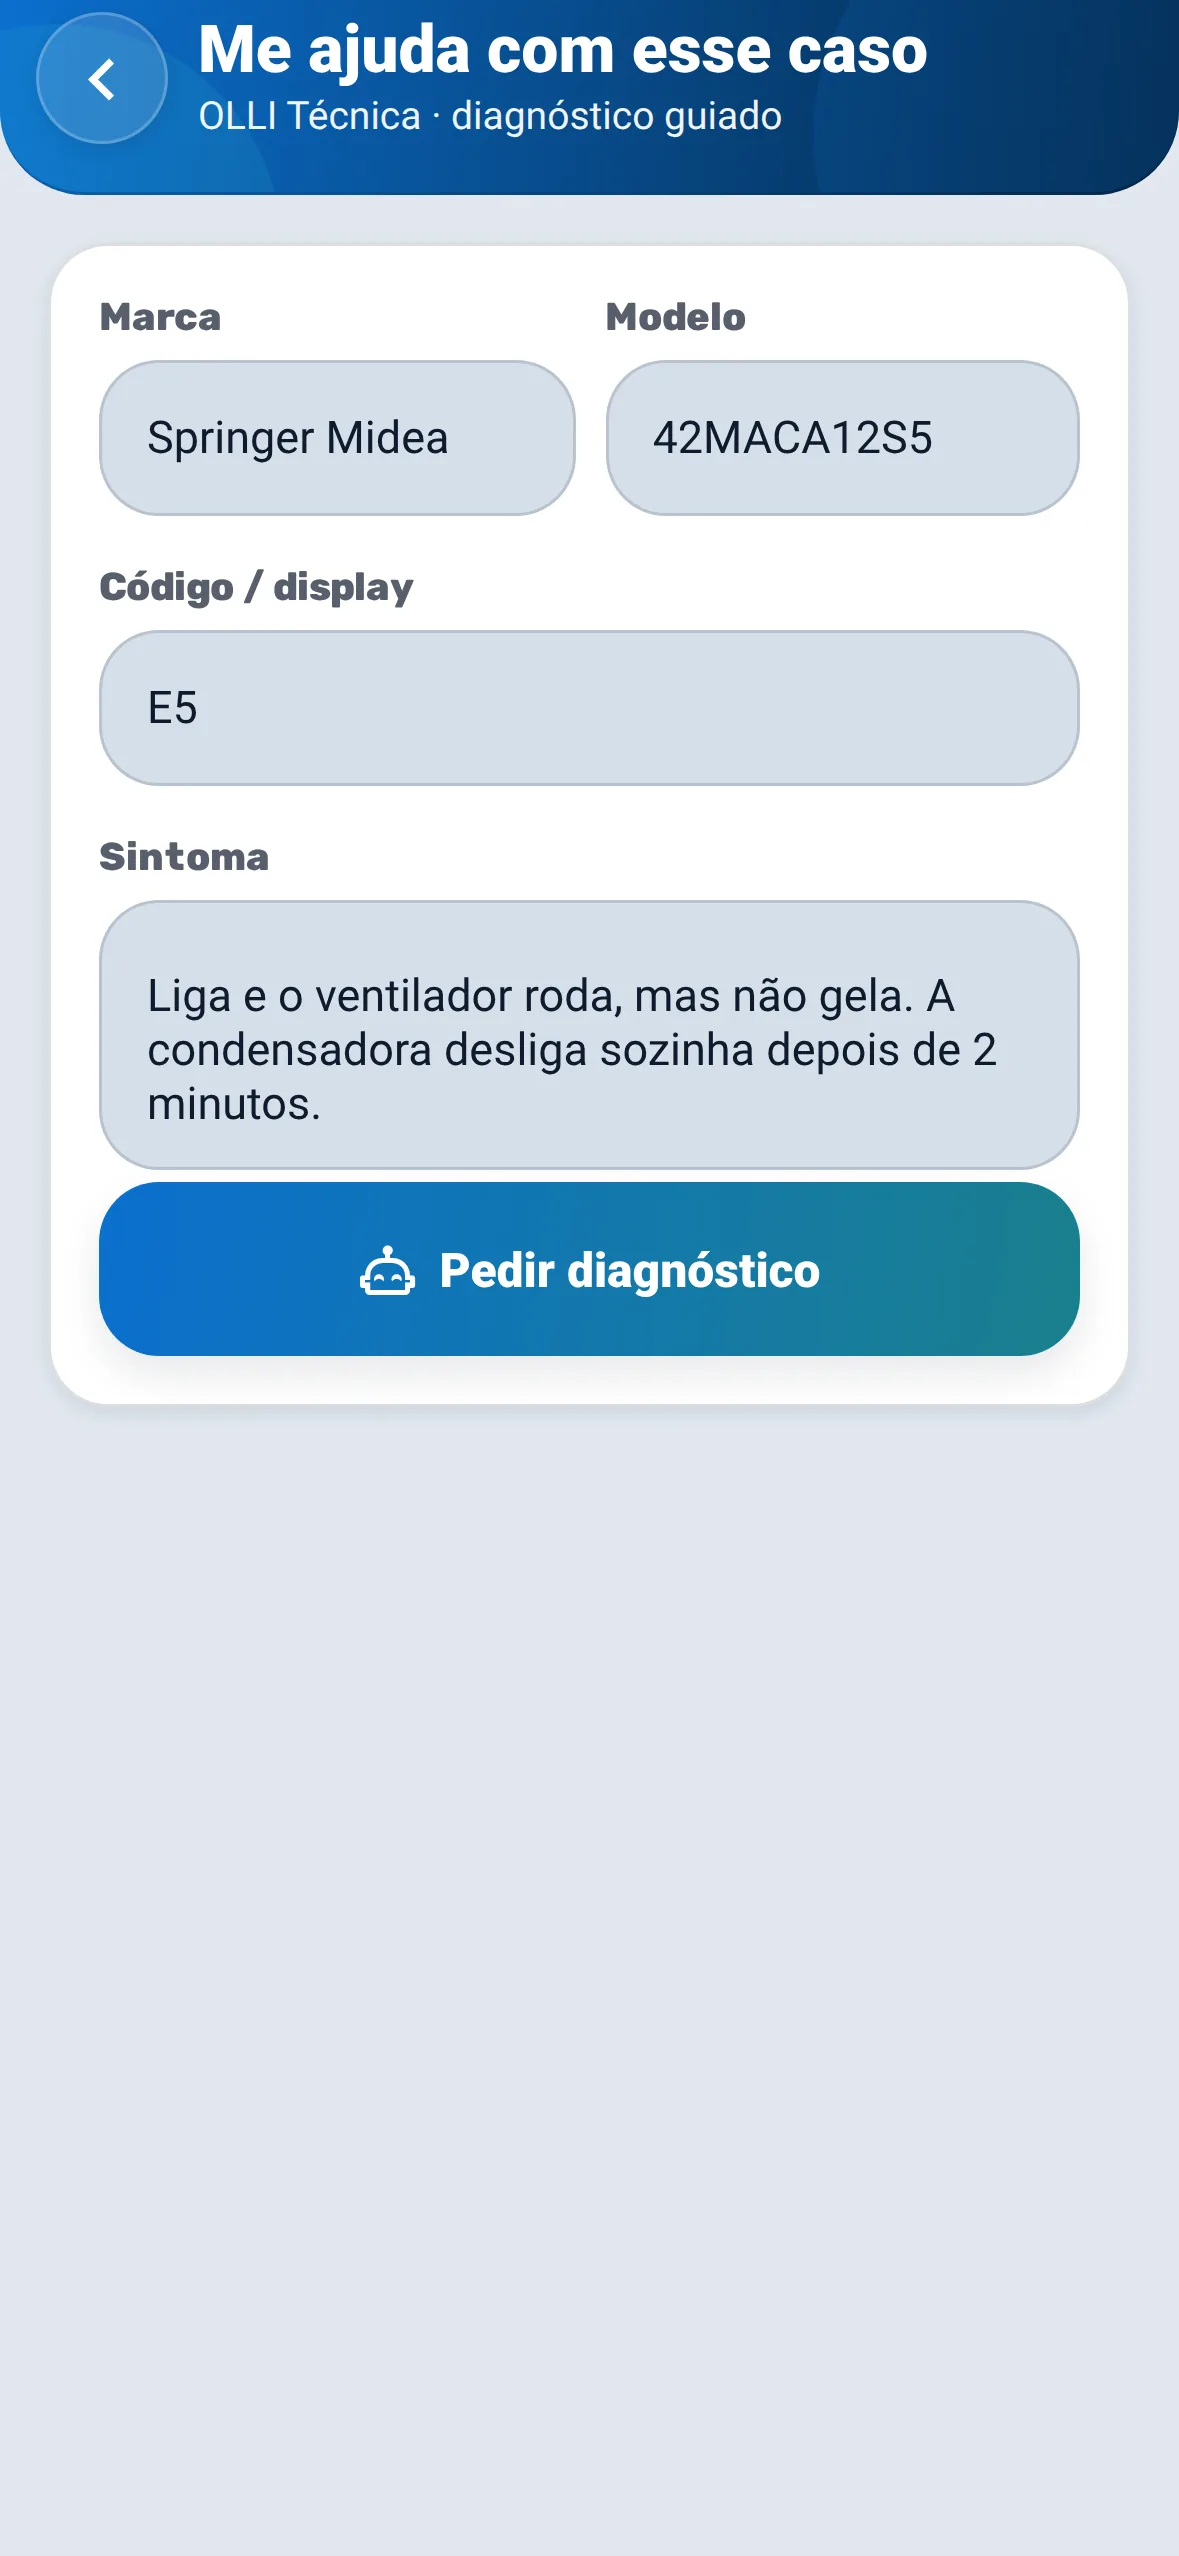 Me ajuda com esse caso
OLLI Técnica · diagnóstico guiado
Marca
Modelo
Springer Midea
42MACA12S5
Código / display
E5
Sintoma
Liga e o ventilador roda, mas não gela. A
condensadora desliga sozinha depois de 2
minutos.
Pedir diagnóstico